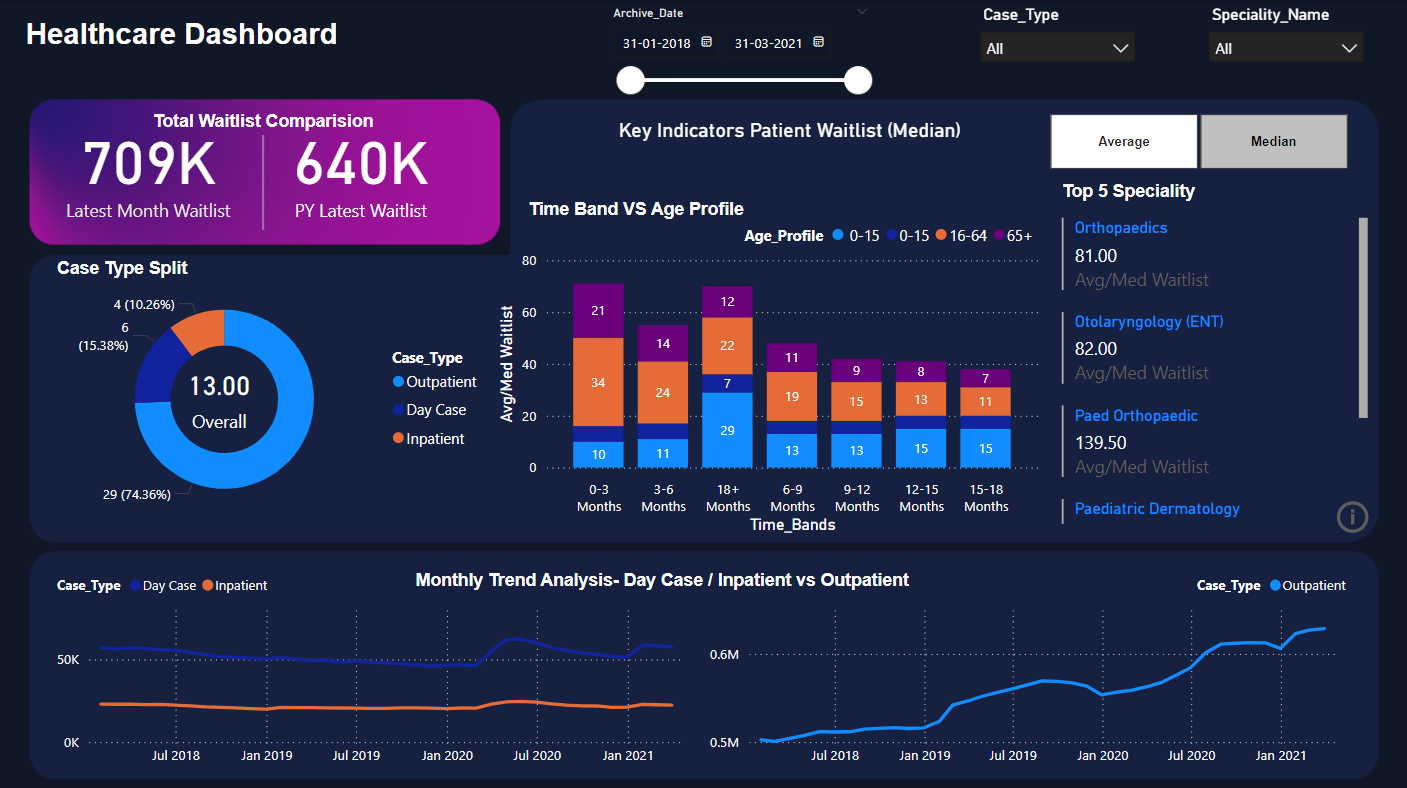 Healthcare Dashboard
Archive_Date
31-01-2018
31-03-2021
Case_Type
All
Speciality_Name
All
Total Waitlist Comparision
709K
Latest Month Waitlist
640K
PY Latest Waitlist
Key Indicators Patient Waitlist (Median)
Average
Median
Case Type Split
4 (10.26%)
6
(15.38%)
13.00
Overall
29 (74.36%)
Case_Type
Outpatient
Day Case
Inpatient
Time Band VS Age Profile
Age_Profile 0-15 0-15 16-64 65+
Avg/Med Waitlist
80
60
40
20
0
21
34
10
14
24
11
12
22
7
29
11
19
13
9
15
13
8
13
15
7
11
15
0-3
Months
3-6
Months
18+
Months
6-9
Months
9-12
Months
12-15
Months
15-18
Months
Time_Bands
Top 5 Speciality
Orthopaedics
81.00
Avg/Med Waitlist
Otolaryngology (ENT)
82.00
Avg/Med Waitlist
Paed Orthopaedic
139.50
Avg/Med Waitlist
Paediatric Dermatology
Monthly Trend Analysis- Day Case / Inpatient vs Outpatient
Case_Type Day Case Inpatient
50K
0K
Jul 2018 Jan 2019 Jul 2019 Jan 2020 Jul 2020 Jan 2021
Case_Type Outpatient
0.6M
0.5M
Jul 2018 Jan 2019 Jul 2019 Jan 2020 Jul 2020 Jan 2021